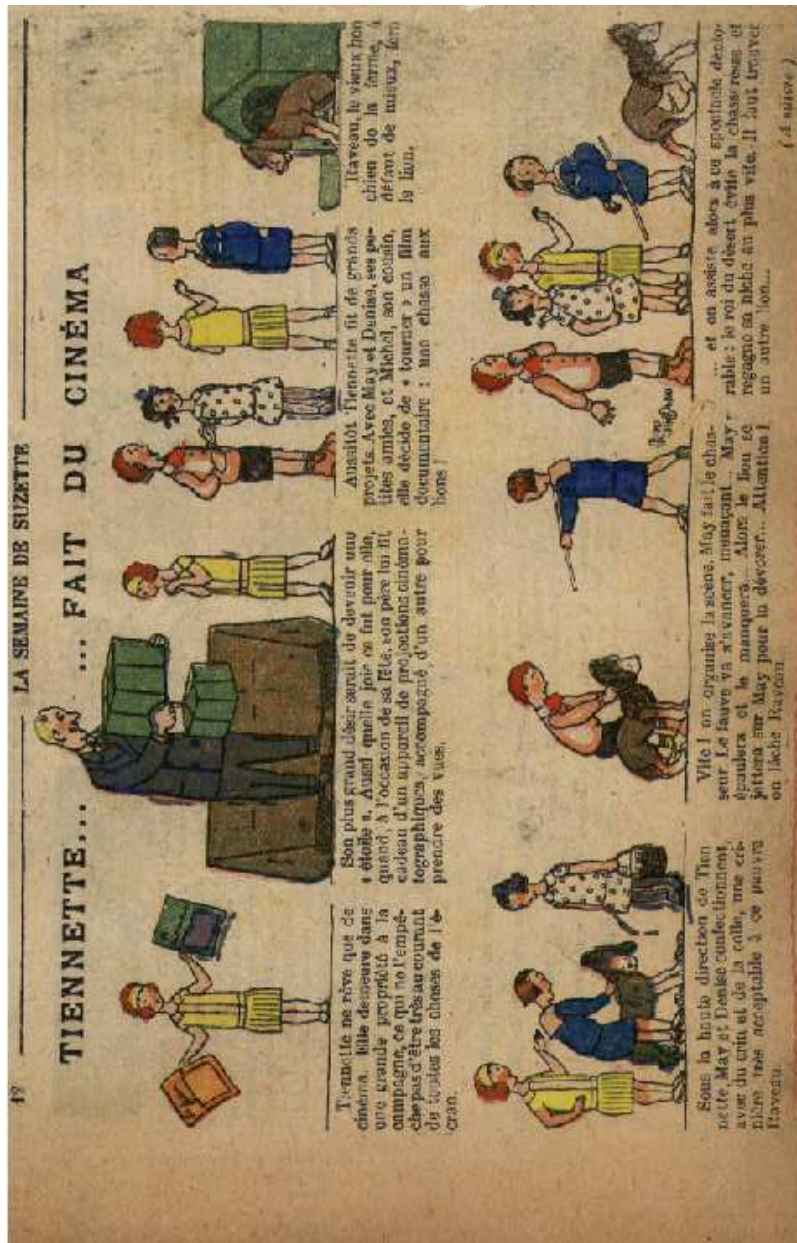 12
LA SEMAINE DE SUZETTE
TIENNETTE... ... FAIT DU CINÉMA
Tiennette ne rêve que de
cinéma. Elle demeure dans
une grande propriété à la
campagne, ce qui ne l'empê-
che pas d'être très au courant
de toutes les choses de l'é-
cran.
Son plus grand désir serait de devenir une
« étoile ». Aussi quelle joie ce fut pour elle,
quand, à l'occasion de sa fête, son père lui fit
cadeau d'un appareil de projections cinéma-
tographiques, accompagné d'un autre pour
prendre des vues.
Aussitôt Tiennette fit de grands
projets. Avec May et Denise, ses pe-
tites amies, et Michel, son cousin,
elle décide de « tourner » un film
documentaire : une chasse aux
lions !
Raveau, le vieux bon
chien de la ferme, à
défaut de mieux, fera
le lion.
Sous la haute direction de Tien
nette May et Denise confectionnent,
avec du crin et de la colle, une cri-
nière très acceptable à ce pauvre
Raveau.
Vite ! on organise la scène. May fait le chas-
seur. Le fauve va s'avancer, menaçant... May
épaulera et le manquera... Alors le lion se
jettera sur May pour la dévorer... Attention !
on lâche Raveau...
... et on assiste alors à ce spectacle déplo-
rable : le roi du désert évite la chasseresse et
regagne sa niche au plus vite. Il faut trouver
un autre lion...
(A suivre.)